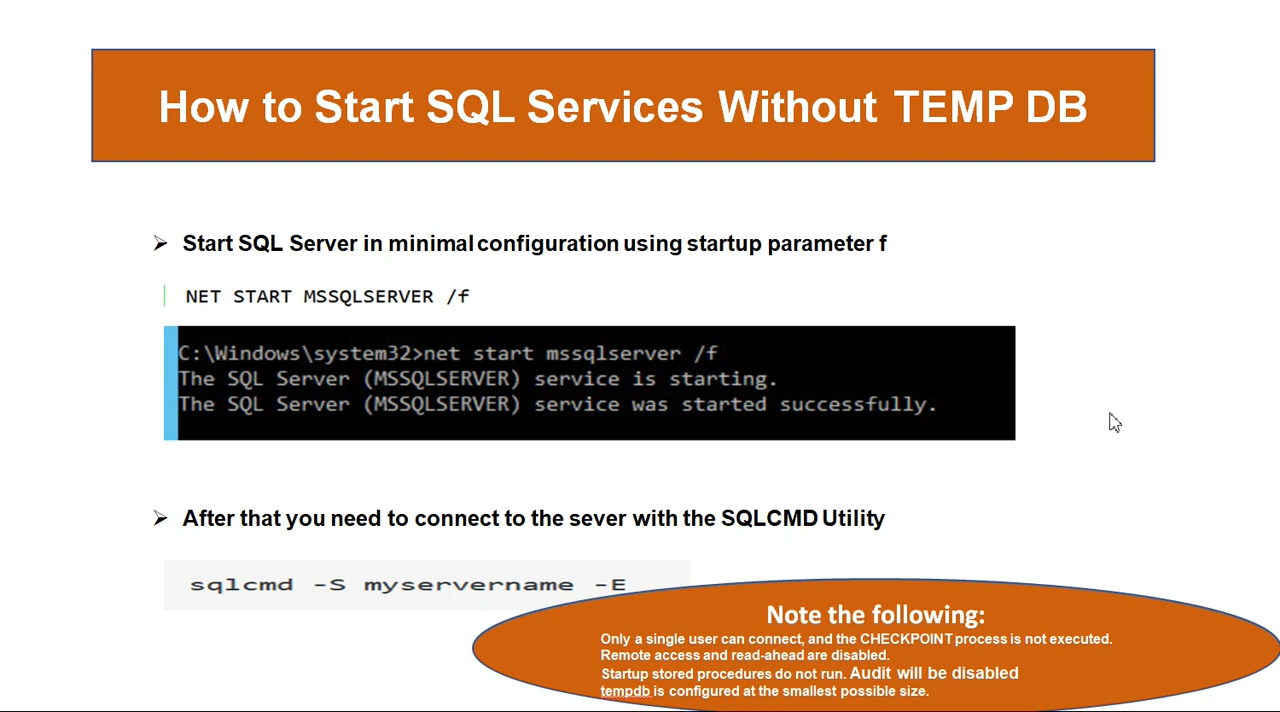 How to Start SQL Services Without TEMP DB
Start SQL Server in minimal configuration using startup parameter f
NET START MSSQLSERVER /f
C:\Windows\system32>net start mssqlserver /f
The SQL Server (MSSQLSERVER) service is starting.
The SQL Server (MSSQLSERVER) service was started successfully.
After that you need to connect to the sever with the SQLCMD Utility
sqlcmd -S myservername -E
Note the following:
Only a single user can connect, and the CHECKPOINT process is not executed.
Remote access and read-ahead are disabled.
Startup stored procedures do not run. Audit will be disabled
tempdb is configured at the smallest possible size.